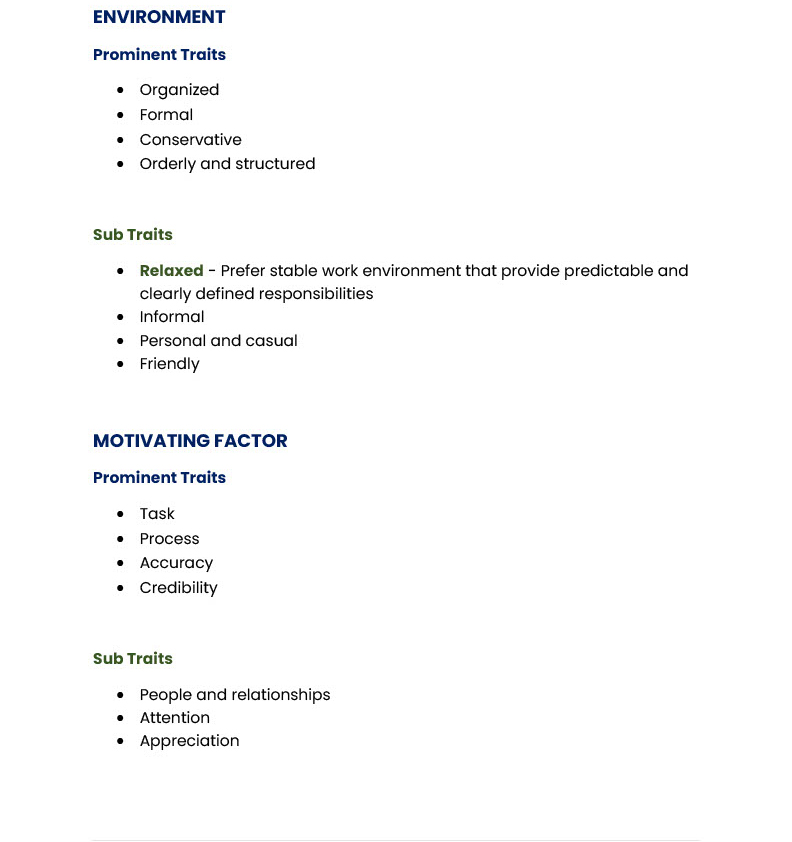 ENVIRONMENT
Prominent Traits
• Organized
• Formal
• Conservative
• Orderly and structured
Sub Traits
• Relaxed - Prefer stable work environment that provide predictable and
clearly defined responsibilities
• Informal
• Personal and casual
• Friendly
MOTIVATING FACTOR
Prominent Traits
• Task
• Process
• Accuracy
• Credibility
Sub Traits
• People and relationships
• Attention
• Appreciation